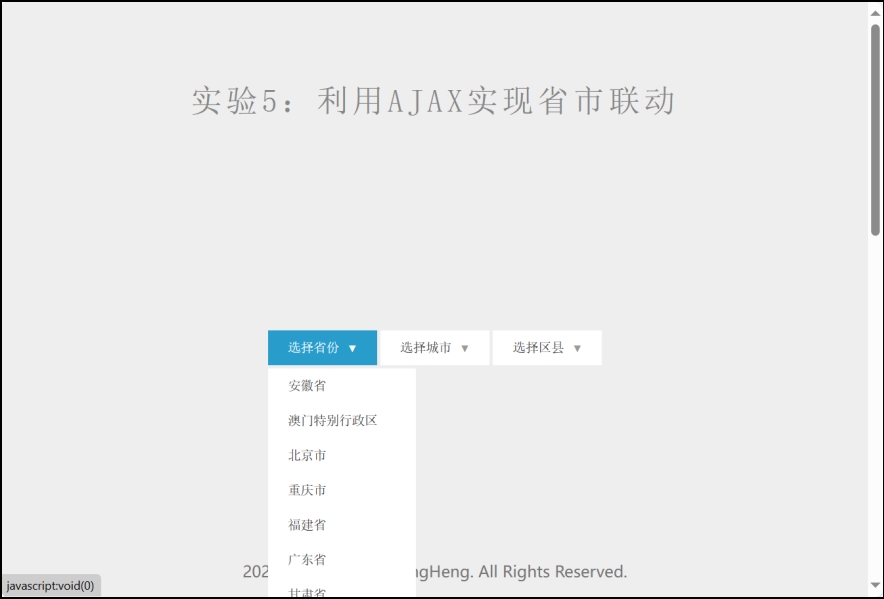 实验5：利用AJAX实现省市联动
选择省份 ▼ 选择城市 ▼ 选择区县 ▼
安徽省
澳门特别行政区
北京市
重庆市
福建省
广东省
202 ngHeng. All Rights Reserved.
甘肃省
javascript:void(0)